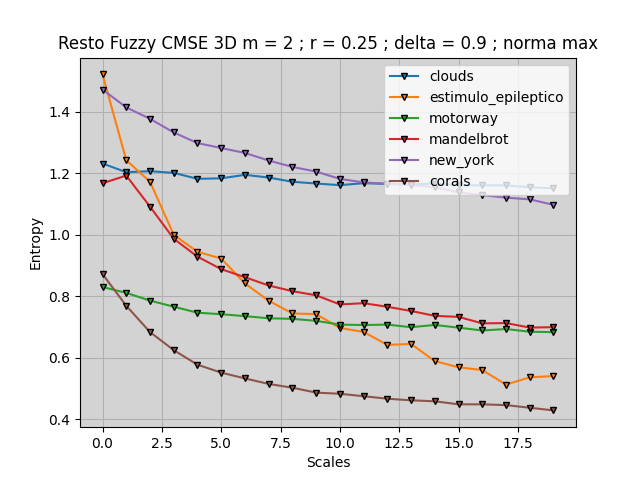 Resto Fuzzy CMSE 3D m = 2 ; r = 0.25 ; delta = 0.9 ; norma max
clouds
estimulo_epileptico
motorway
mandelbrot
new_york
corals
Entropy
1.4
1.2
1.0
0.8
0.6
0.4
0.0 2.5 5.0 7.5 10.0 12.5 15.0 17.5
Scales